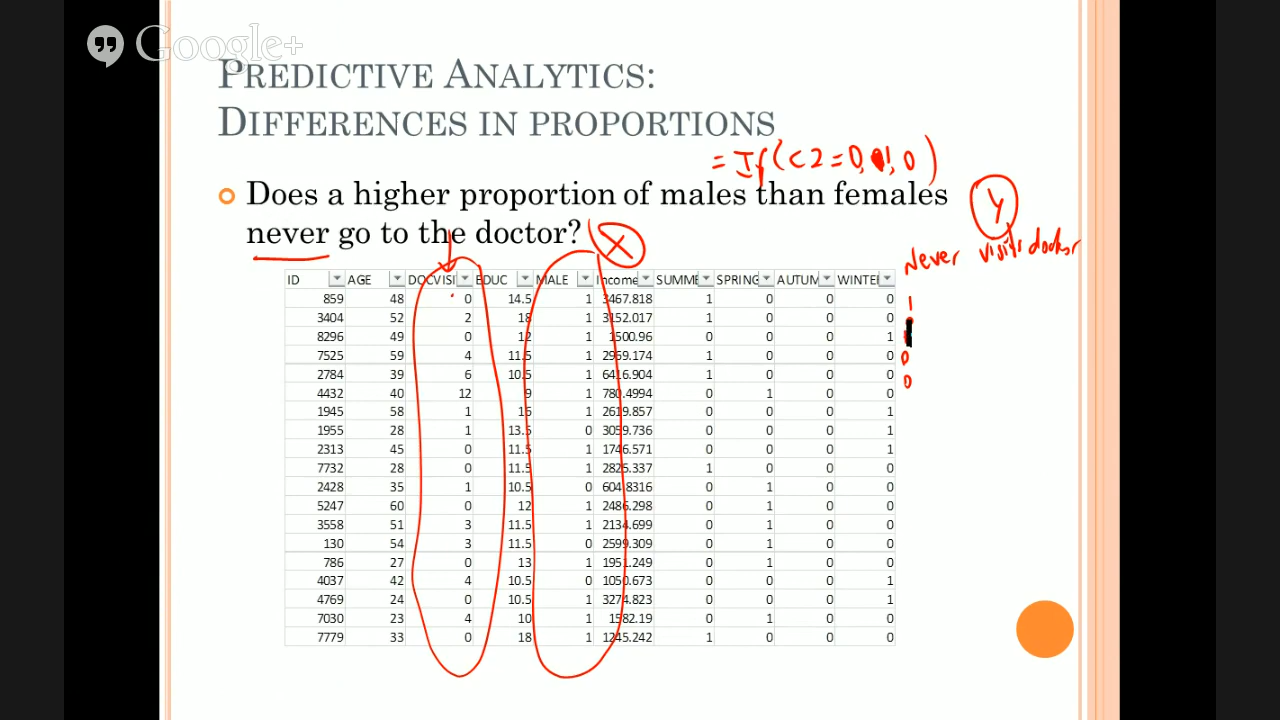 Google+
PREDICTIVE ANALYTICS:
DIFFERENCES IN PROPORTIONS
= If(C2=0,1,0)
Does a higher proportion of males than females
never go to the doctor?
X
Y
Never visits doctor
ID AGE DOCVISI EDUC MALE Income SUMME SPRING AUTUM WINTE
859 48 0 14.5 1 3467.818 1 0 0 0 1
3404 52 2 18 1 3152.017 1 0 0 0
8296 49 0 12 1 1500.96 0 0 0 1
7525 59 4 11.5 1 2969.174 1 0 0 0 0
2784 39 6 10.5 1 6416.904 1 0 0 0 0
4432 40 12 9 1 780.4994 0 1 0 0
1945 58 1 16 1 2619.857 0 0 0 1
1955 28 1 13.5 0 3059.736 0 0 0 1
2313 45 0 11.5 1 1746.571 0 0 0 1
7732 28 0 11.5 1 2825.337 1 0 0 0
2428 35 1 10.5 0 604.8316 0 1 0 0
5247 60 0 12 1 2486.298 0 1 0 0
3558 51 3 11.5 1 2134.699 0 1 0 0
130 54 3 11.5 0 2599.309 0 1 0 0
786 27 0 13 1 1951.249 0 1 0 0
4037 42 4 10.5 0 1050.673 0 0 0 1
4769 24 0 10.5 1 3274.823 0 0 0 1
7030 23 4 10 1 1582.19 0 1 0 0
7779 33 0 18 1 1245.242 1 0 0 0